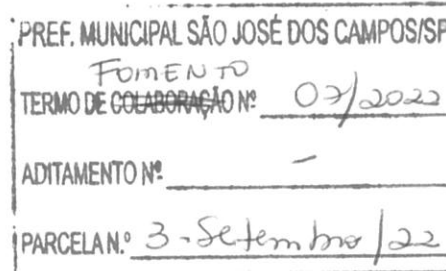 PREF. MUNICIPAL SÃO JOSÉ DOS CAMPOS/SP
FOMENTO
TERMO DE COLABORAÇÃO Nº 07/2022
ADITAMENTO Nº -
PARCELA N.º 3 - Setembro/22